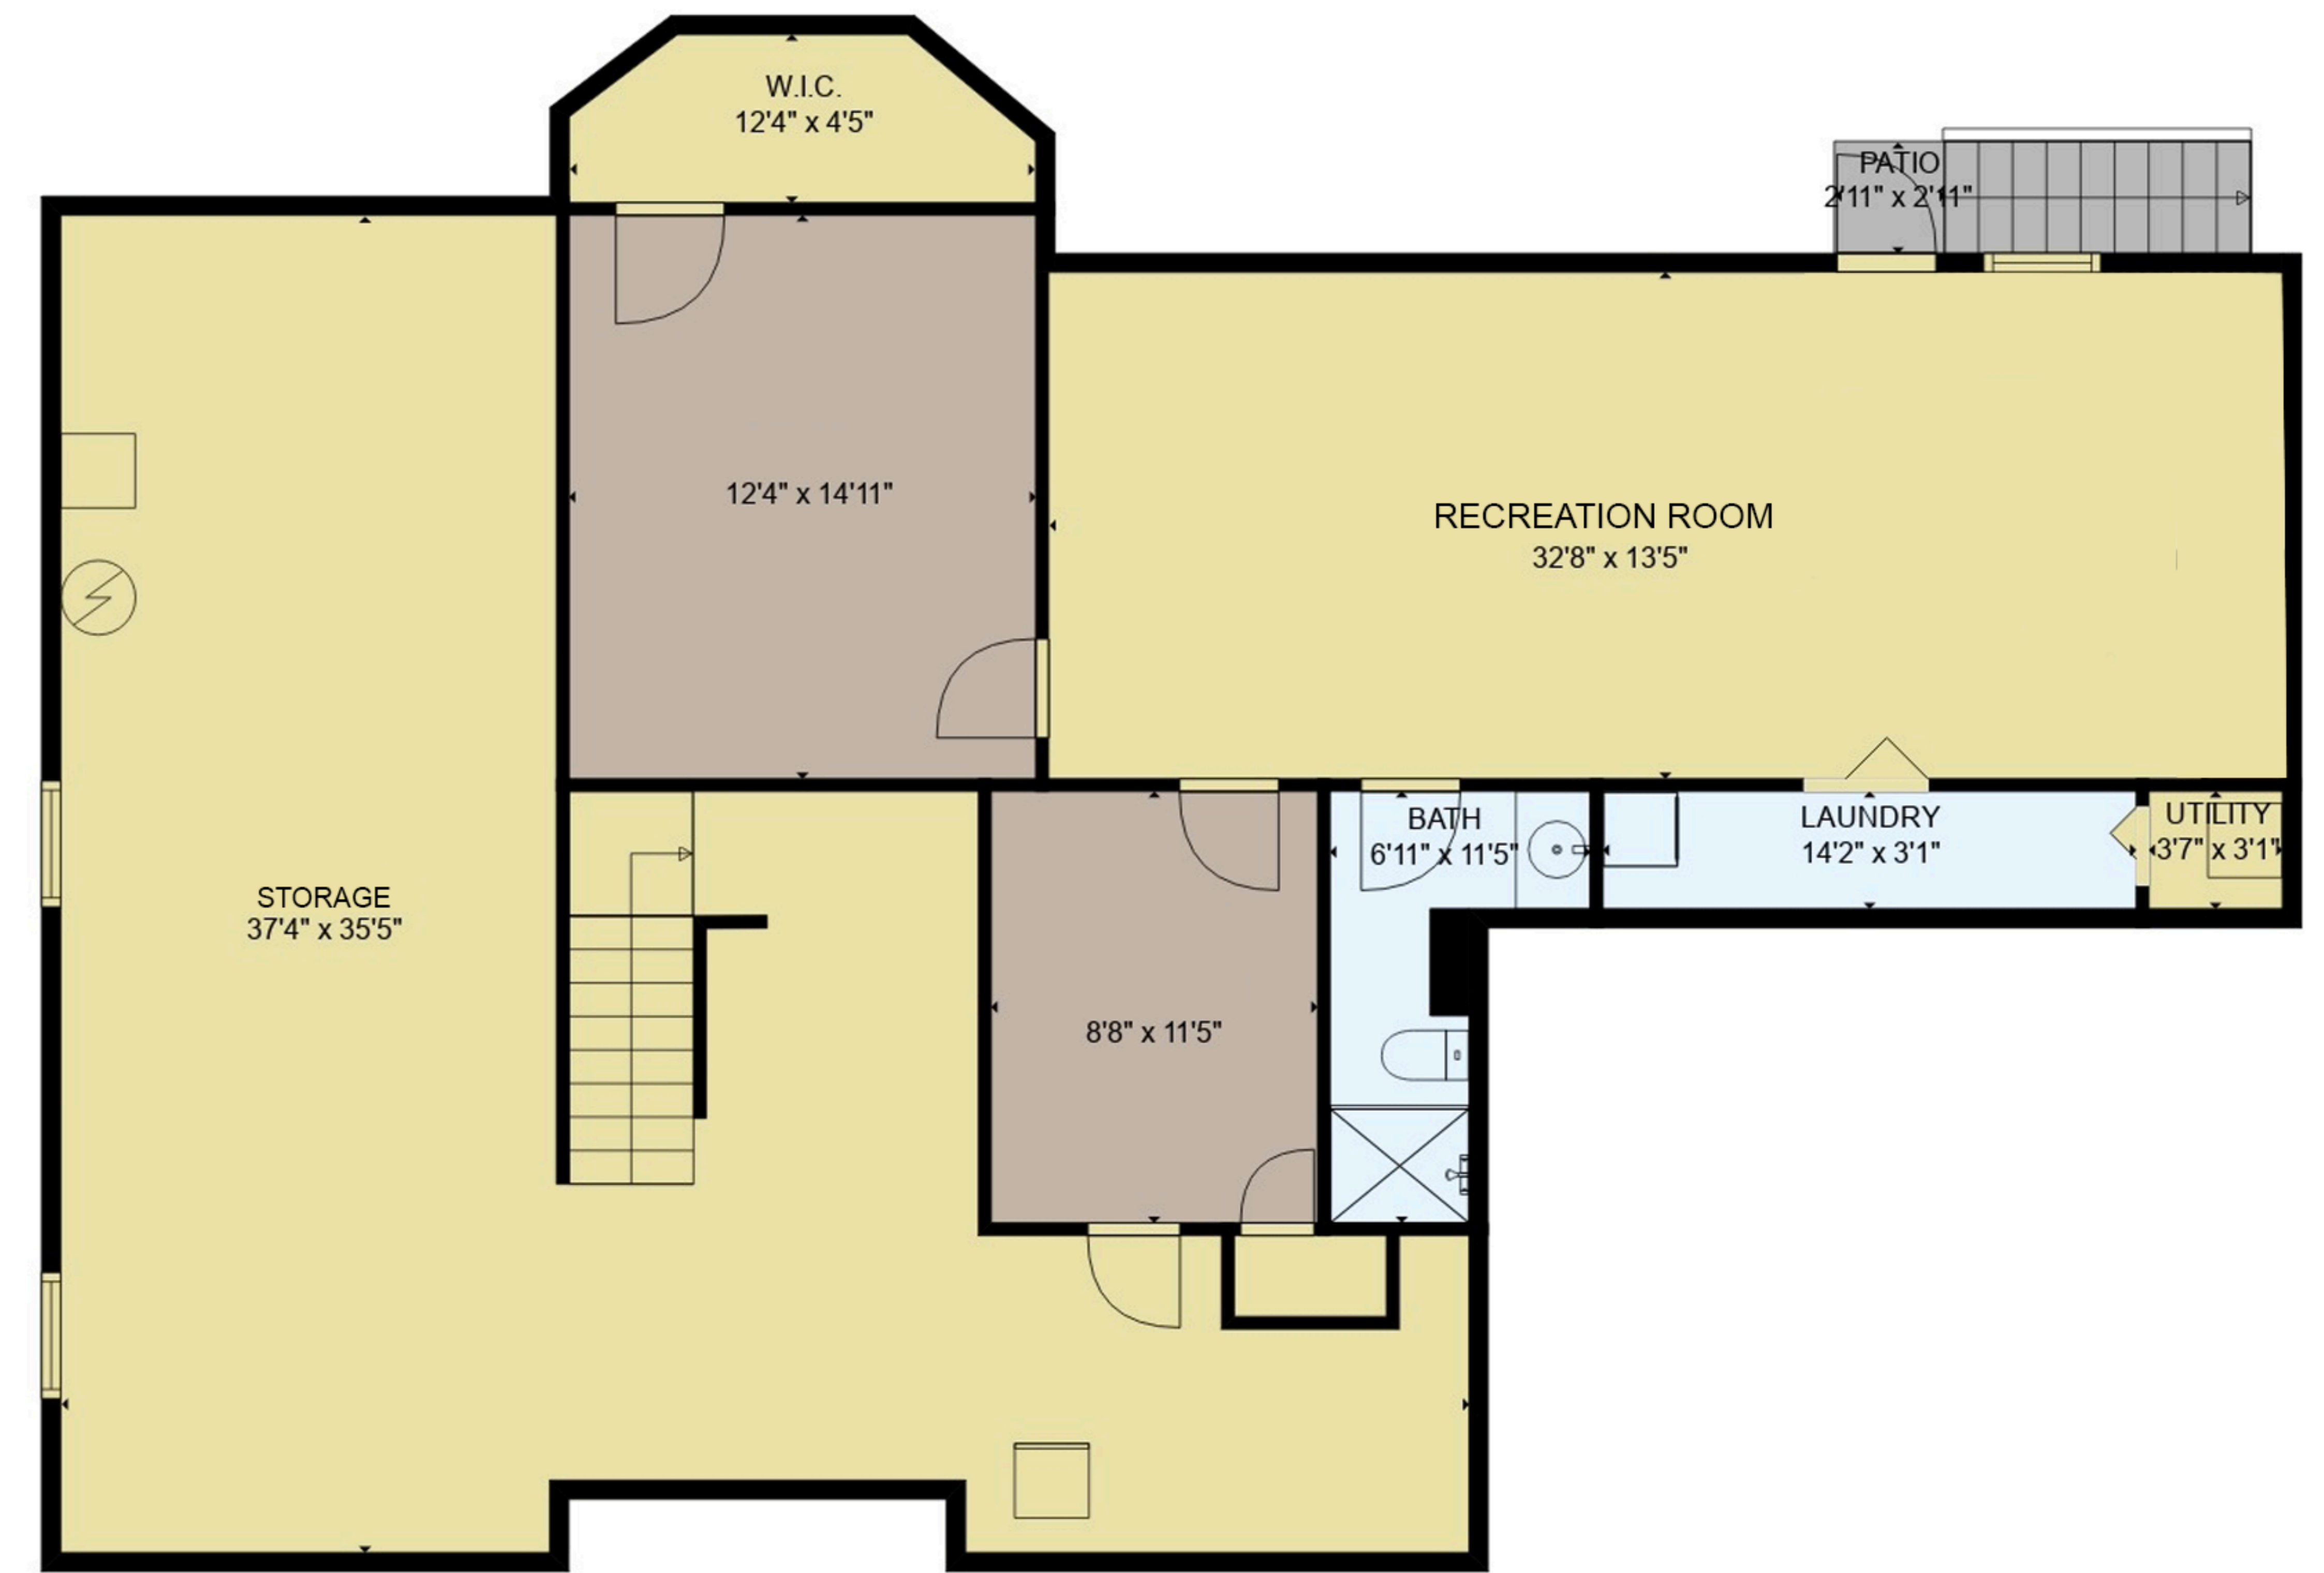 W.I.C.
12'4" x 4'5"
PATIO
2'11" x 2'11"
12'4" x 14'11"
RECREATION ROOM
32'8" x 13'5"
STORAGE
37'4" x 35'5"
BATH
6'11" x 11'5"
LAUNDRY
14'2" x 3'1"
UTILITY
3'7" x 3'1"
8'8" x 11'5"